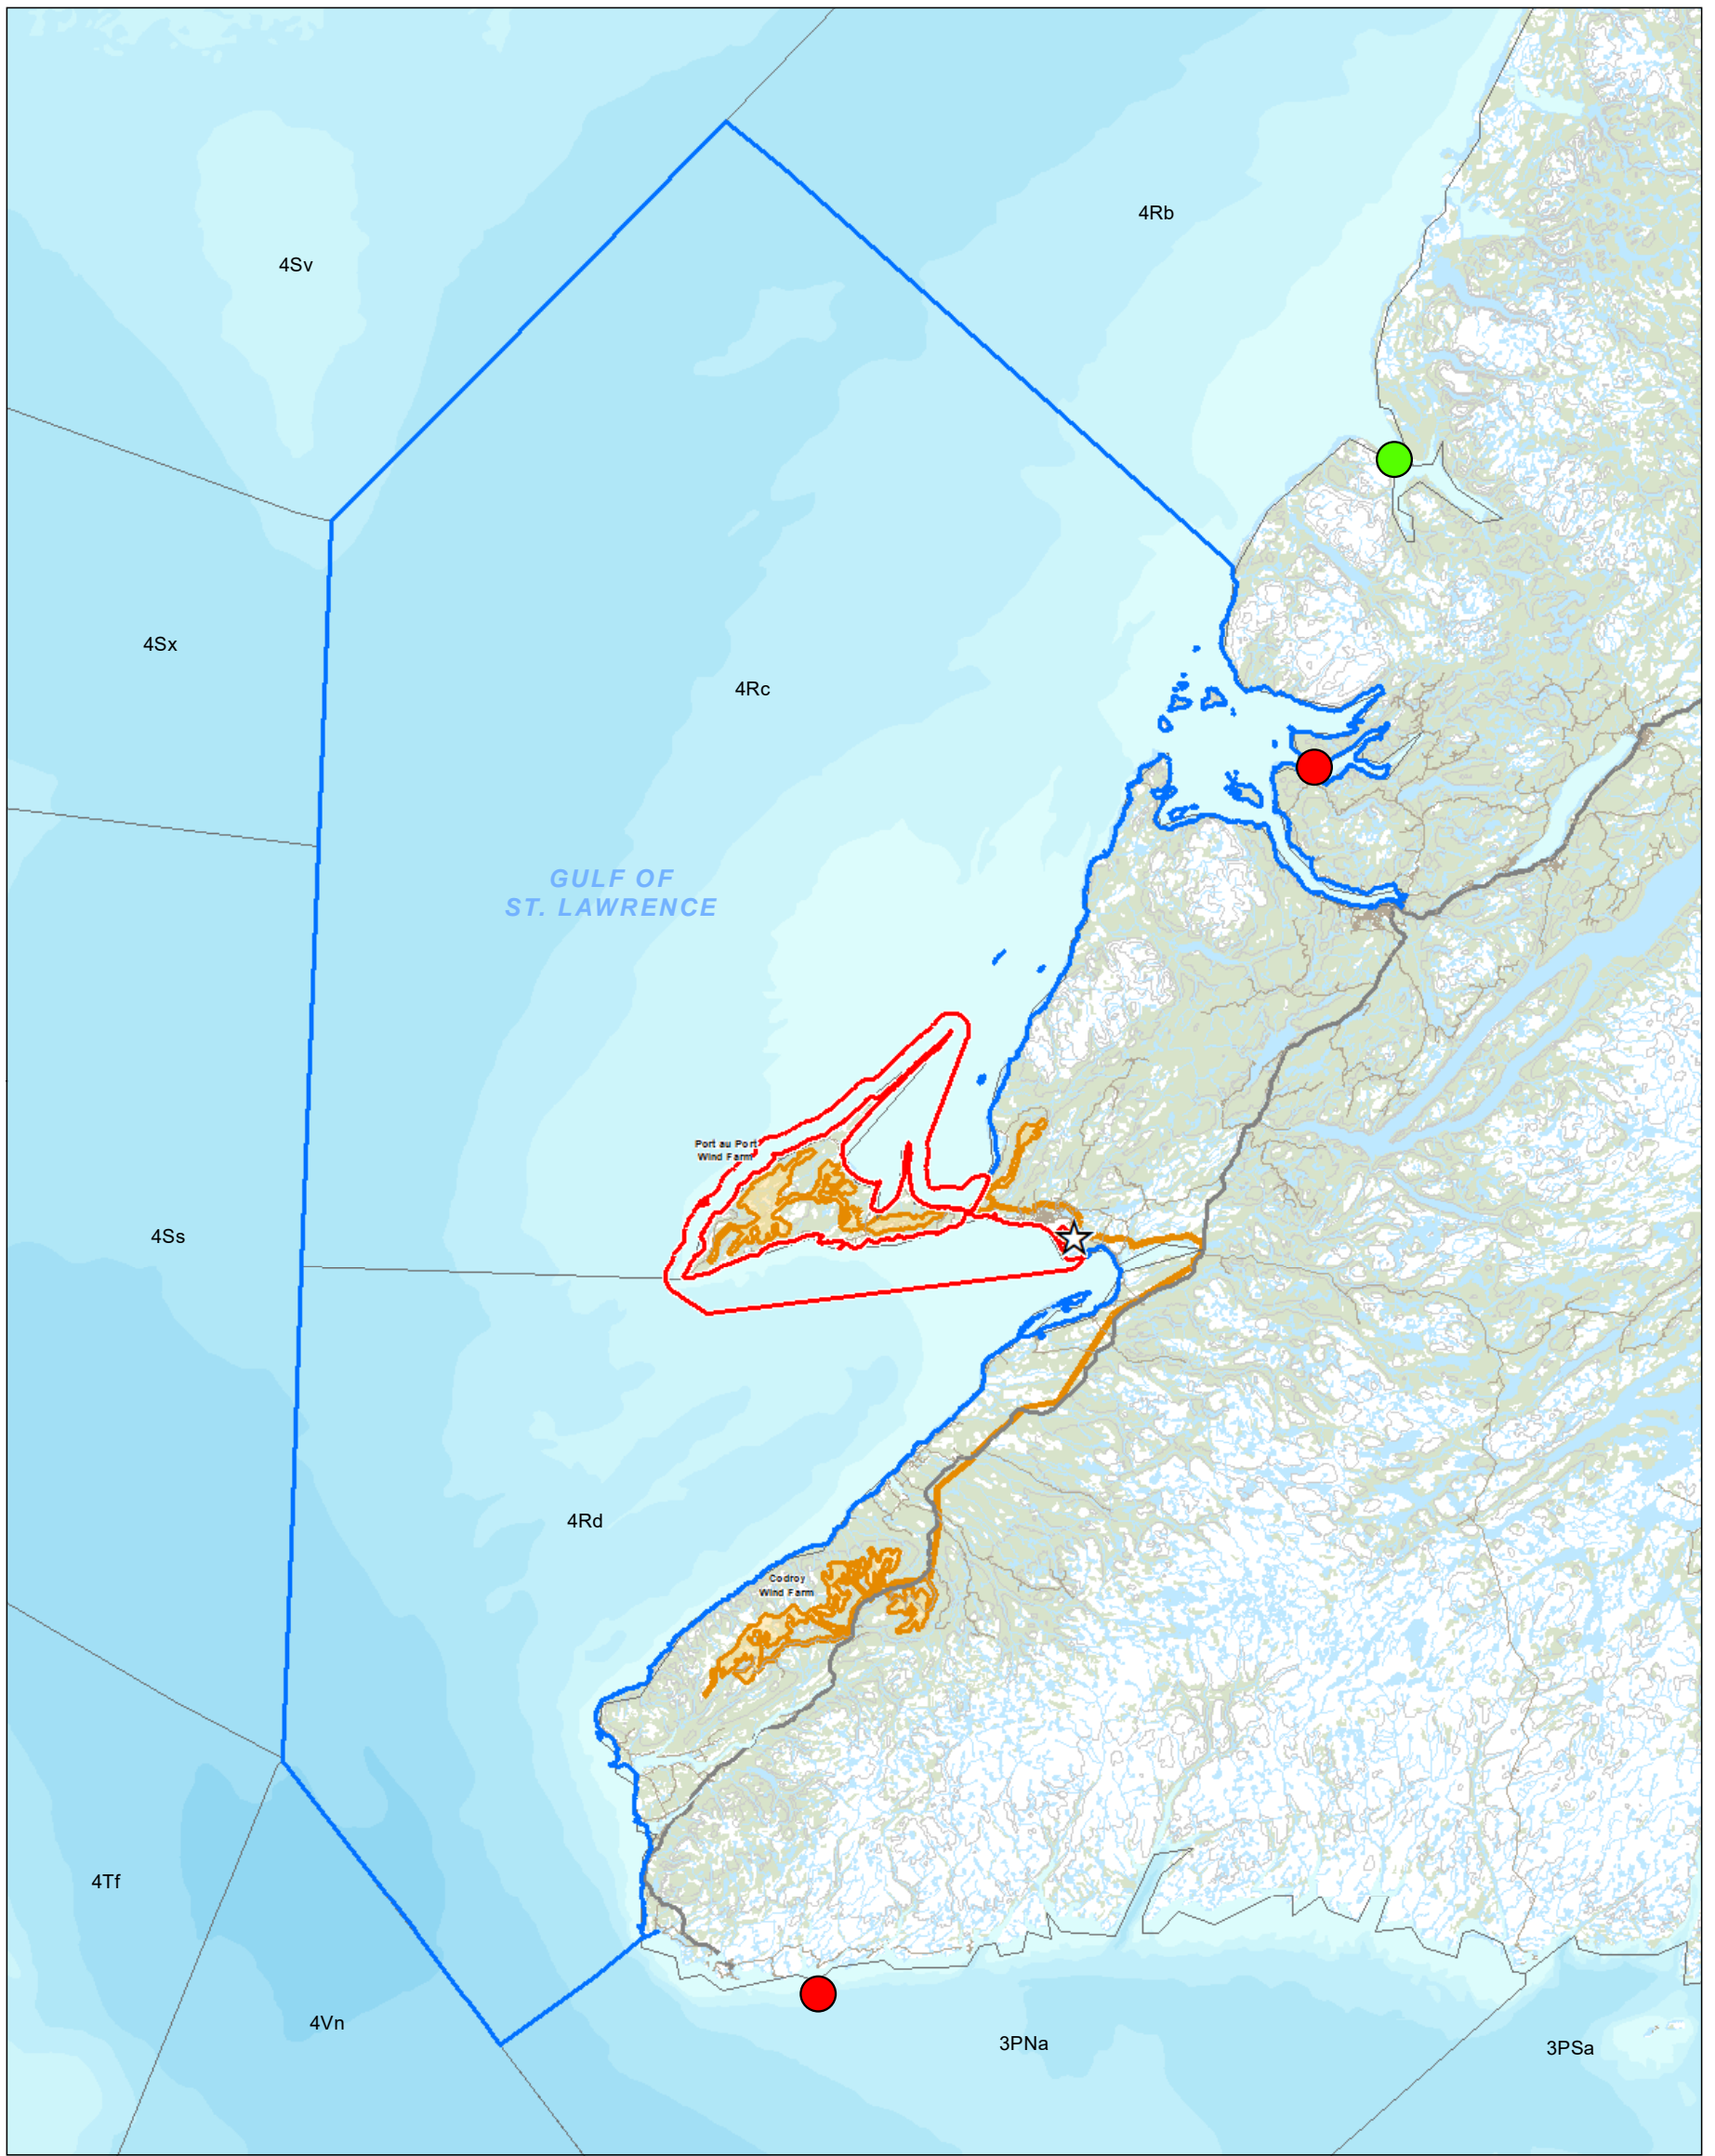 4Rb
4Sv
4Sx
4Rc
GULF OF
ST. LAWRENCE
Port au Port
Wind Farm
4Ss
4Rd
Codroy
Wind Farm
4Tf
4Vn
3PNa
3PSa